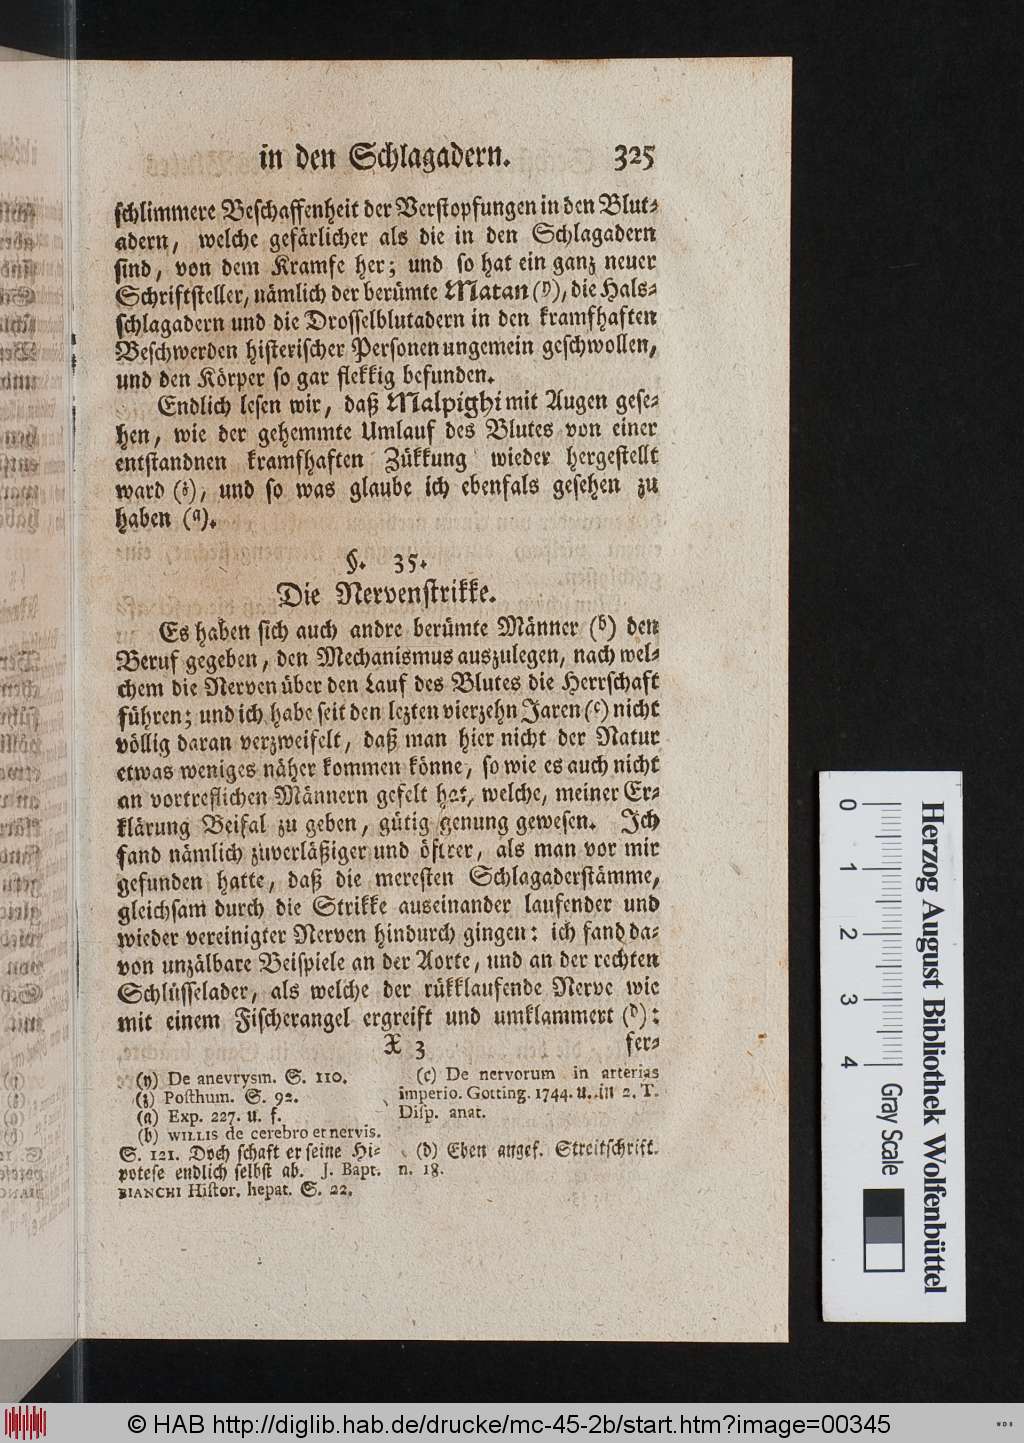 in den Schlagadern. 325
schlimmere Beschaffenheit der Verstopfungen in den Blut-
adern, welche gefärlicher als die in den Schlagadern
sind, von dem Kramfe her; und so hat ein ganz neuer
Schriftsteller, nämlich der berümte Matan (y), die Hals-
schlagadern und die Drosselblutadern in den kramfhaften
Beschwerden histerischer Personen ungemein geschwollen,
und den Körper so gar flekkig befunden.
Endlich lesen wir, daß Malpighi mit Augen gese-
hen, wie der gehemmte Umlauf des Blutes von einer
entstandnen kramfhaften Zükkung wieder hergestellt
ward (z), und so was glaube ich ebenfals gesehen zu
haben (a).
§. 35.
Die Nervenstrikke.
Es haben sich auch andre berümte Männer (b) den
Beruf gegeben, den Mechanismus auszulegen, nach wel-
chem die Nerven über den Lauf des Blutes die Herrschaft
führen; und ich habe seit den lezten vierzehn Jaren (c) nicht
völlig daran verzweifelt, daß man hier nicht der Natur
etwas weniges näher kommen könne, so wie es auch nicht
an vortreflichen Männern gefelt hat, welche, meiner Er-
klärung Beifal zu geben, gütig genung gewesen. Ich
fand nämlich zuverläßiger und öftrer, als man vor mir
gefunden hatte, daß die meresten Schlagaderstämme,
gleichsam durch die Strikke auseinander laufender und
wieder vereinigter Nerven hindurch gingen: ich fand da-
von unzälbare Beispiele an der Aorte, und an der rechten
Schlüsselader, als welche der rükklaufende Nerve wie
mit einem Fischerangel ergreift und umklammert (d):
X 3 fer-
(y) De anevrysm. S. 110.
(z) Posthum. S. 92.
(a) Exp. 227. u. f.
(b) WILLIS de cerebro et nervis.
S. 121. Doch schaft er seine Hi-
potese endlich selbst ab. J. Bapt.
BIANCHI Histor. hepat. S. 22.
(c) De nervorum in arterias
imperio. Gotting. 1744. u. in 2. T.
Disp. anat.
(d) Eben angef. Streitschrift.
n. 18.
0 1 2 3 4
Gray Scale
Herzog August Bibliothek Wolfenbüttel
© HAB http://diglib.hab.de/drucke/mc-45-2b/start.htm?image=00345